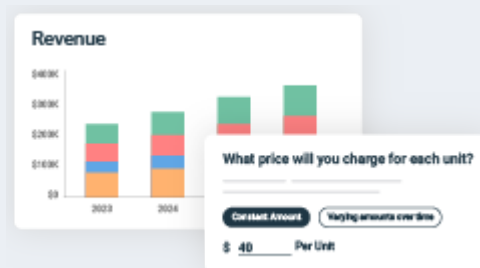 Revenue
$400K
$300K
$200K
$100K
$0
2023
2024
What price will you charge for each unit?
Constant Amount
Varying amounts over time
$ 40 Per Unit